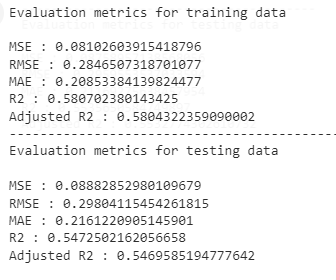 Evaluation metrics for training data
MSE : 0.08102603915418796
RMSE : 0.2846507318701077
MAE : 0.20853384139824477
R2 : 0.580702380143425
Adjusted R2 : 0.5804322359090002
--------------------------------------------
Evaluation metrics for testing data
MSE : 0.08882852980109679
RMSE : 0.29804115454261815
MAE : 0.2161220905145901
R2 : 0.5472502162056658
Adjusted R2 : 0.5469585194777642